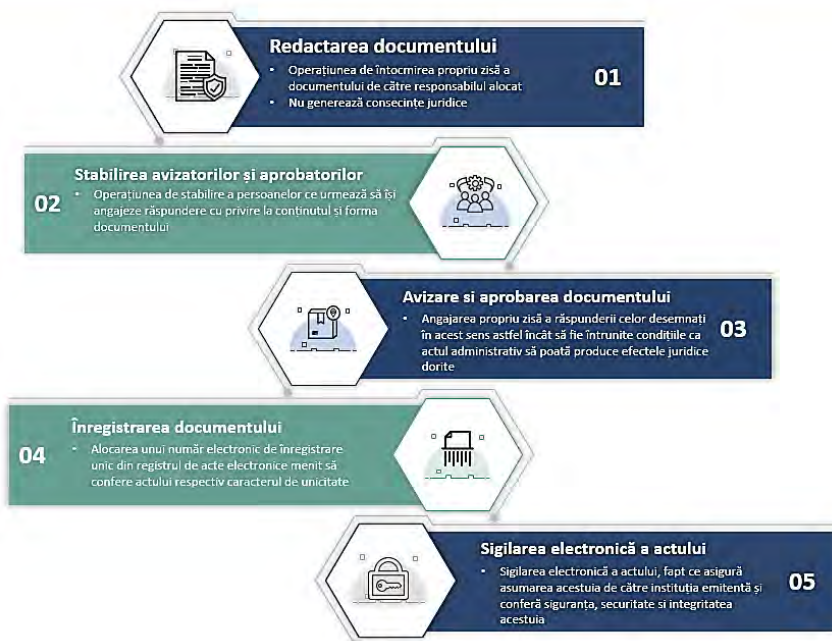 Redactarea documentului
• Operațiunea de întocmirea propriu zisă a
documentului de către responsabilul alocat
• Nu generează consecințe juridice
01
Stabilirea avizatorilor și aprobatorilor
02
• Operațiunea de stabilire a persoanelor ce urmează să își
angajeze răspundere cu privire la conținutul și forma
documentului
Avizare si aprobarea documentului
• Angajarea propriu zisă a răspunderii celor desemnați
în acest sens astfel încât să fie întrunite condițiile ca
actul administrativ să poată produce efectele juridice
dorite
03
Înregistrarea documentului
04
• Alocarea unui număr electronic de înregistrare
unic din registrul de acte electronice menit să
confere actului respectiv caracterul de unicitate
Sigilarea electronică a actului
• Sigilarea electronică a actului, fapt ce asigură
asumarea acestuia de către instituția emitentă și
conferă siguranța, securitate si integritatea
acestuia
05